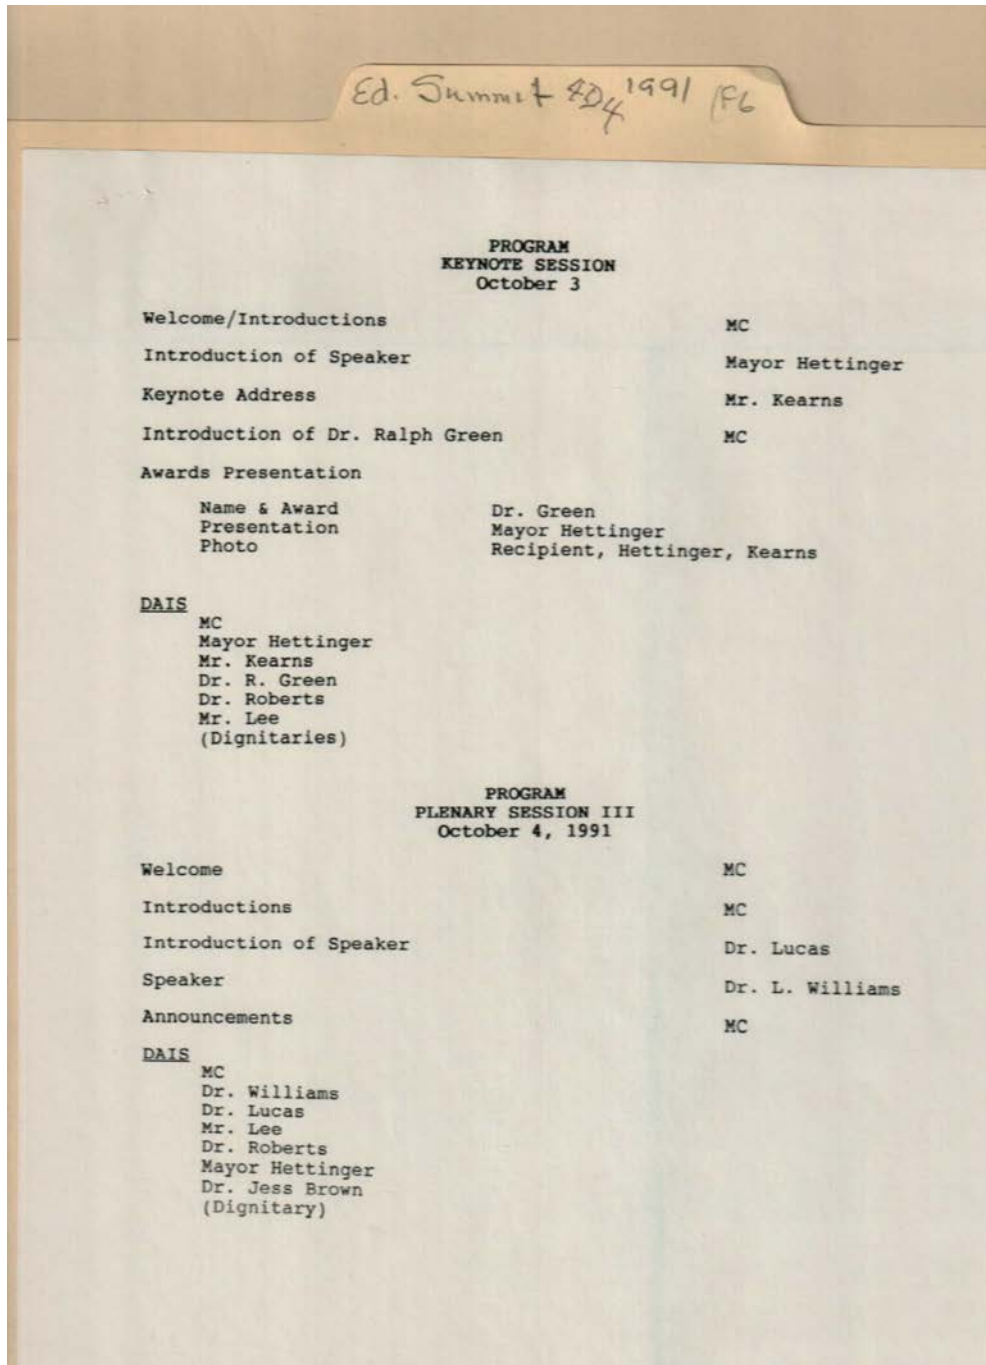 Ed. Summit 4D4 1991 /F6
PROGRAM
KEYNOTE SESSION
October 3
Welcome/Introductions MC
Introduction of Speaker Mayor Hettinger
Keynote Address Mr. Kearns
Introduction of Dr. Ralph Green MC
Awards Presentation
Name & Award Dr. Green
Presentation Mayor Hettinger
Photo Recipient, Hettinger, Kearns
DAIS
MC
Mayor Hettinger
Mr. Kearns
Dr. R. Green
Dr. Roberts
Mr. Lee
(Dignitaries)
PROGRAM
PLENARY SESSION III
October 4, 1991
Welcome MC
Introductions MC
Introduction of Speaker Dr. Lucas
Speaker Dr. L. Williams
Announcements MC
DAIS
MC
Dr. Williams
Dr. Lucas
Mr. Lee
Dr. Roberts
Mayor Hettinger
Dr. Jess Brown
(Dignitary)